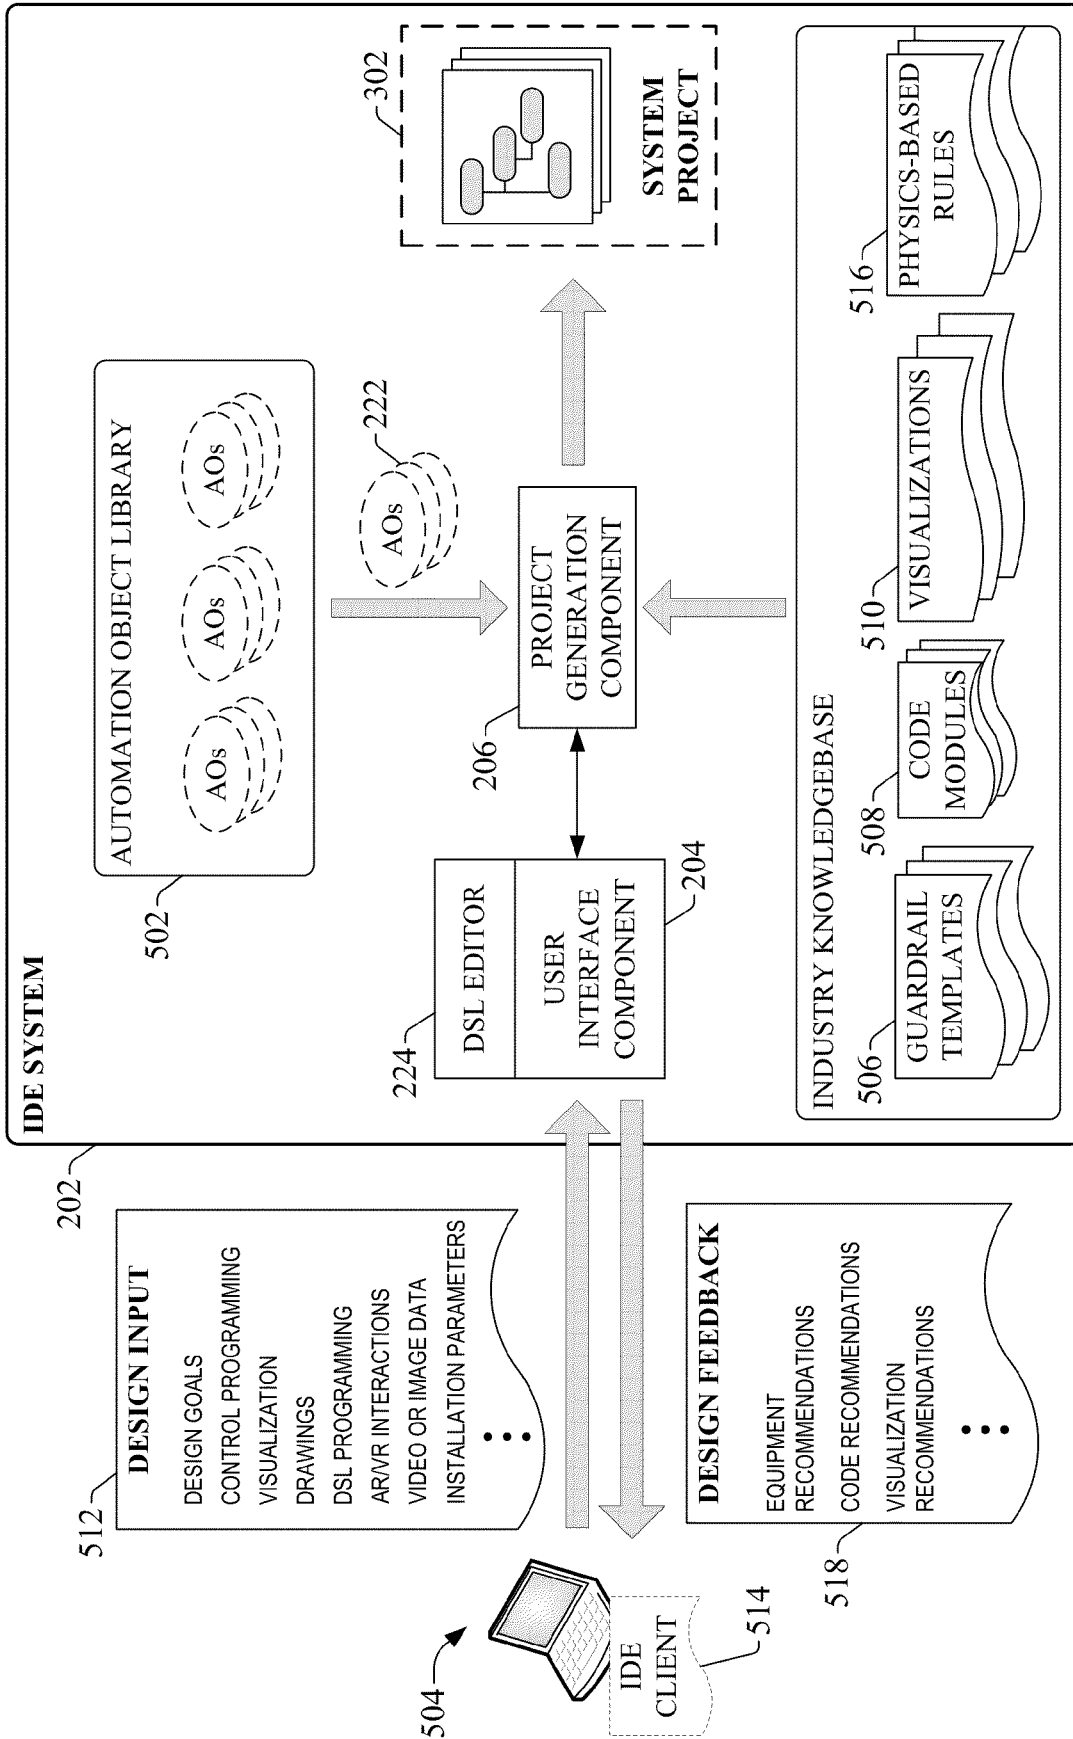 IDE SYSTEM
202
AUTOMATION OBJECT LIBRARY
AOs
AOs
AOs
502
AOs
222
302
SYSTEM
PROJECT
512
DESIGN INPUT
DESIGN GOALS
CONTROL PROGRAMMING
VISUALIZATION
DRAWINGS
DSL PROGRAMMING
AR/VR INTERACTIONS
VIDEO OR IMAGE DATA
INSTALLATION PARAMETERS
504
IDE
CLIENT
514
224
DSL EDITOR
USER
INTERFACE
COMPONENT
204
206
PROJECT
GENERATION
COMPONENT
DESIGN FEEDBACK
EQUIPMENT
RECOMMENDATIONS
CODE RECOMMENDATIONS
VISUALIZATION
RECOMMENDATIONS
518
INDUSTRY KNOWLEDGEBASE
506
GUARDRAIL
TEMPLATES
508
CODE
MODULES
510
VISUALIZATIONS
516
PHYSICS-BASED
RULES